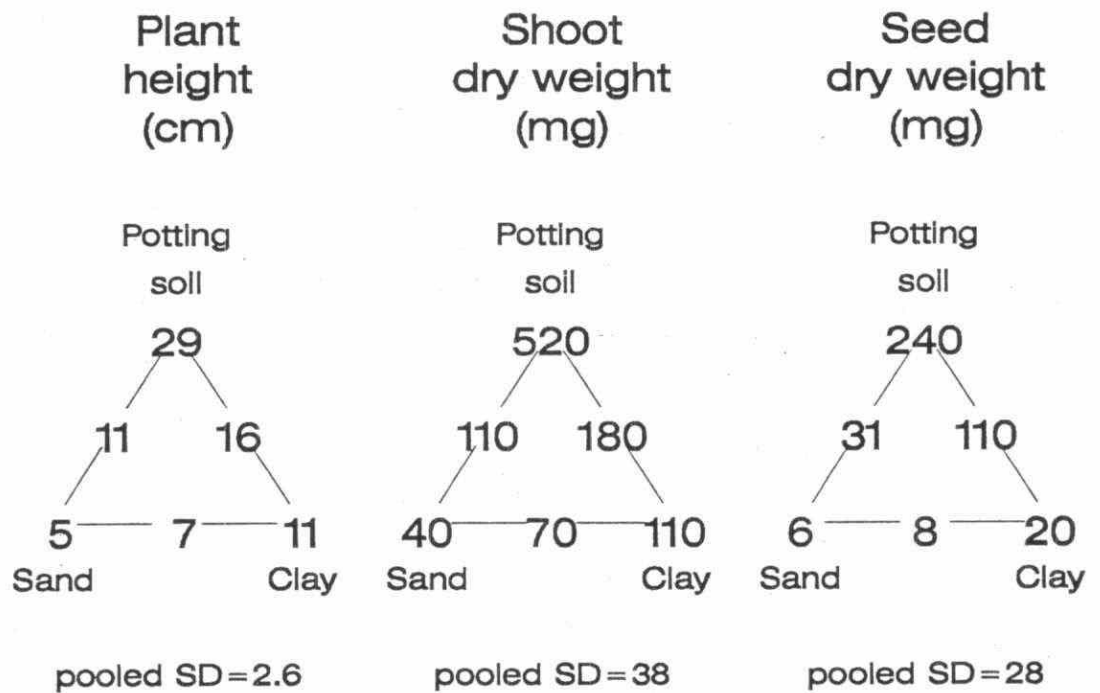 Plant
height
(cm)
Potting
soil
29
11 16
5 7 11
Sand Clay
pooled SD=2.6
Shoot
dry weight
(mg)
Potting
soil
520
110 180
40 70 110
Sand Clay
pooled SD=38
Seed
dry weight
(mg)
Potting
soil
240
31 110
6 8 20
Sand Clay
pooled SD=28